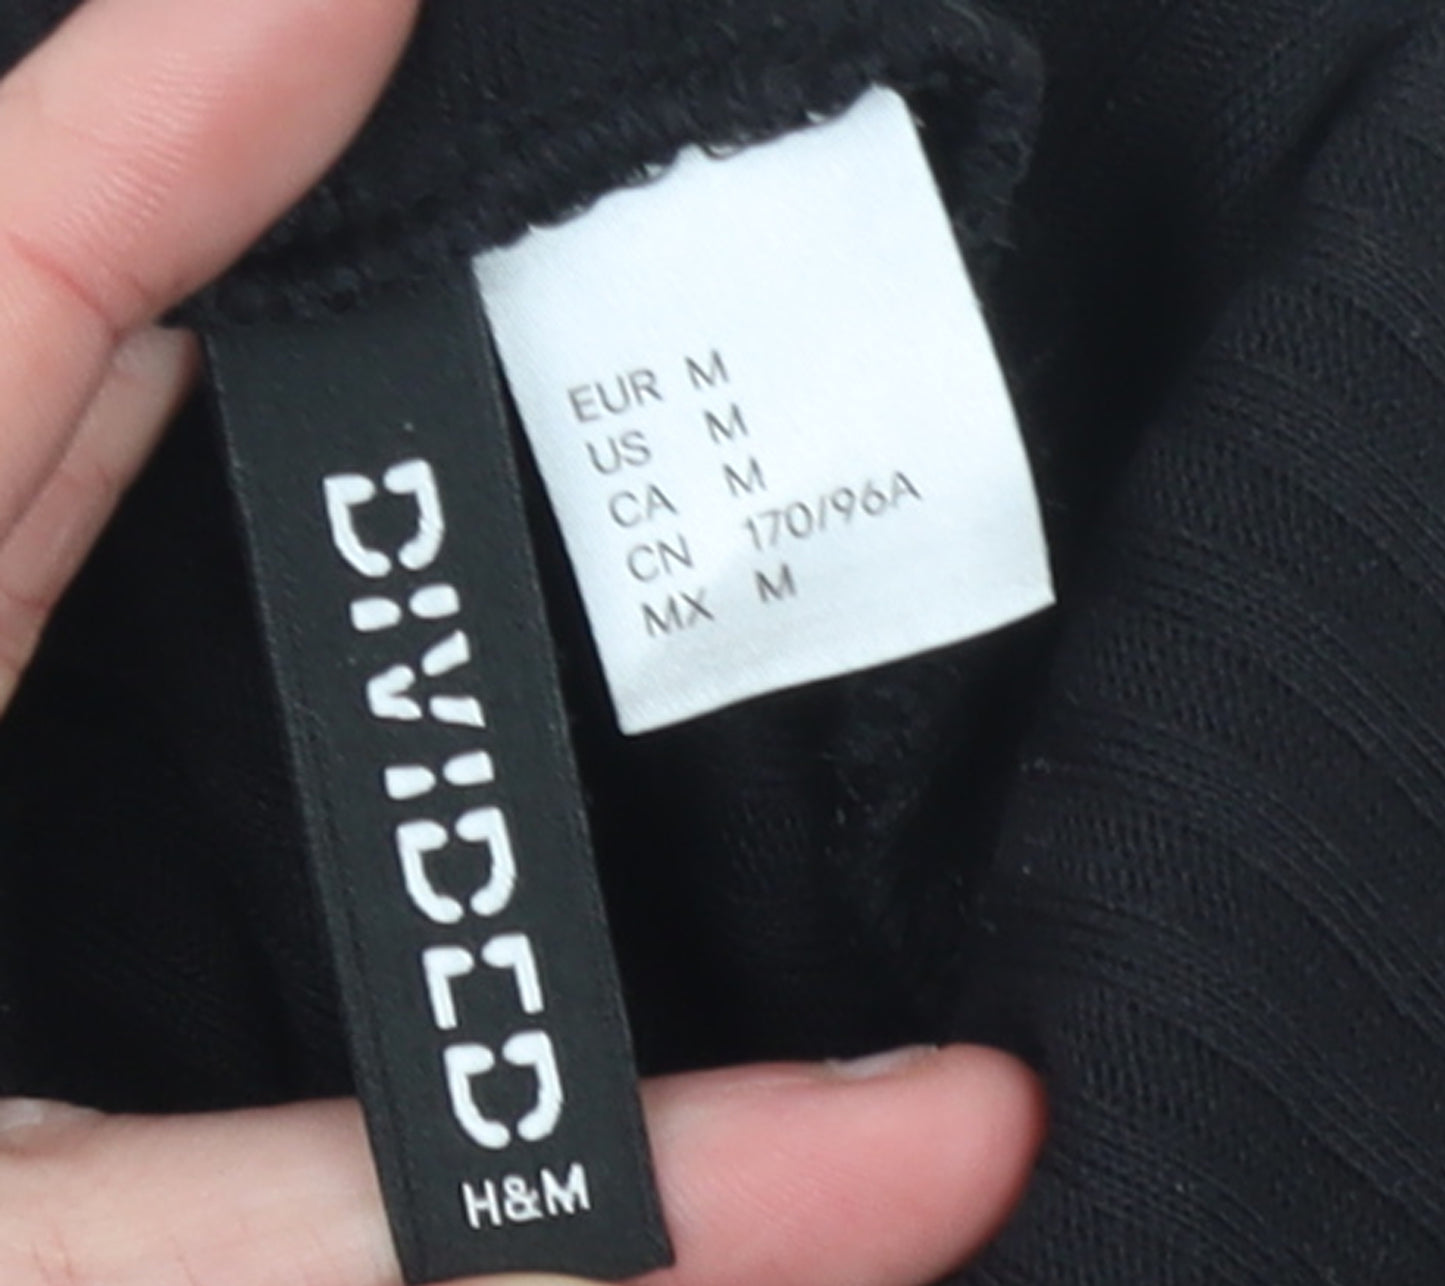 DIVIDED
H&M
EUR M
US M
CA M
CN 170/96A
MX M